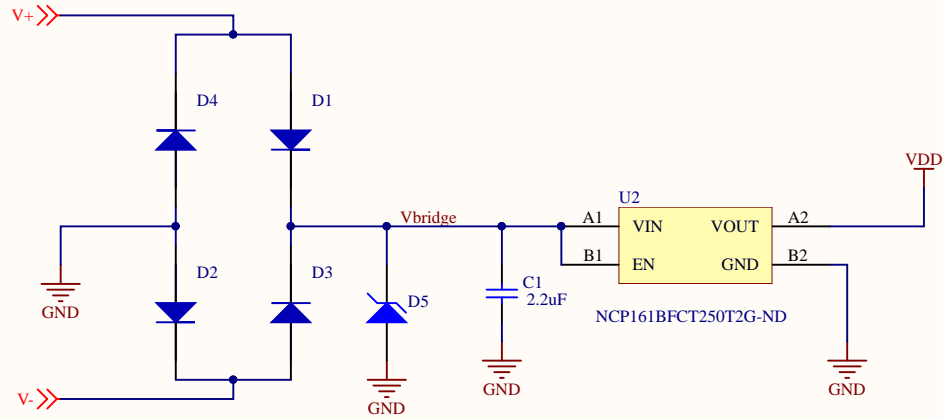 V+
D4
D1
VDD
U2
Vbridge
A1
VIN
VOUT
A2
B1
EN
GND
B2
D2
D3
C1
2.2uF
D5
GND
NCP161BFCT250T2G-ND
GND
GND
GND
V-